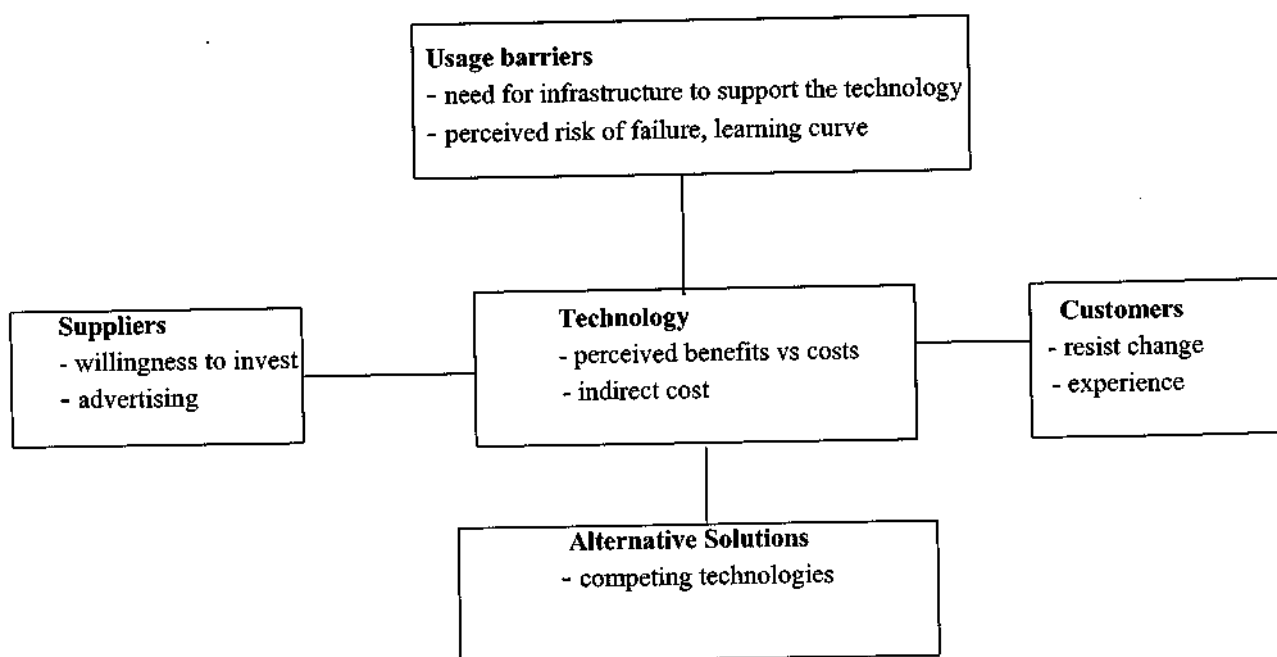 Usage barriers
- need for infrastructure to support the technology
- perceived risk of failure, learning curve
Suppliers
- willingness to invest
- advertising
Technology
- perceived benefits vs costs
- indirect cost
Customers
- resist change
- experience
Alternative Solutions
- competing technologies